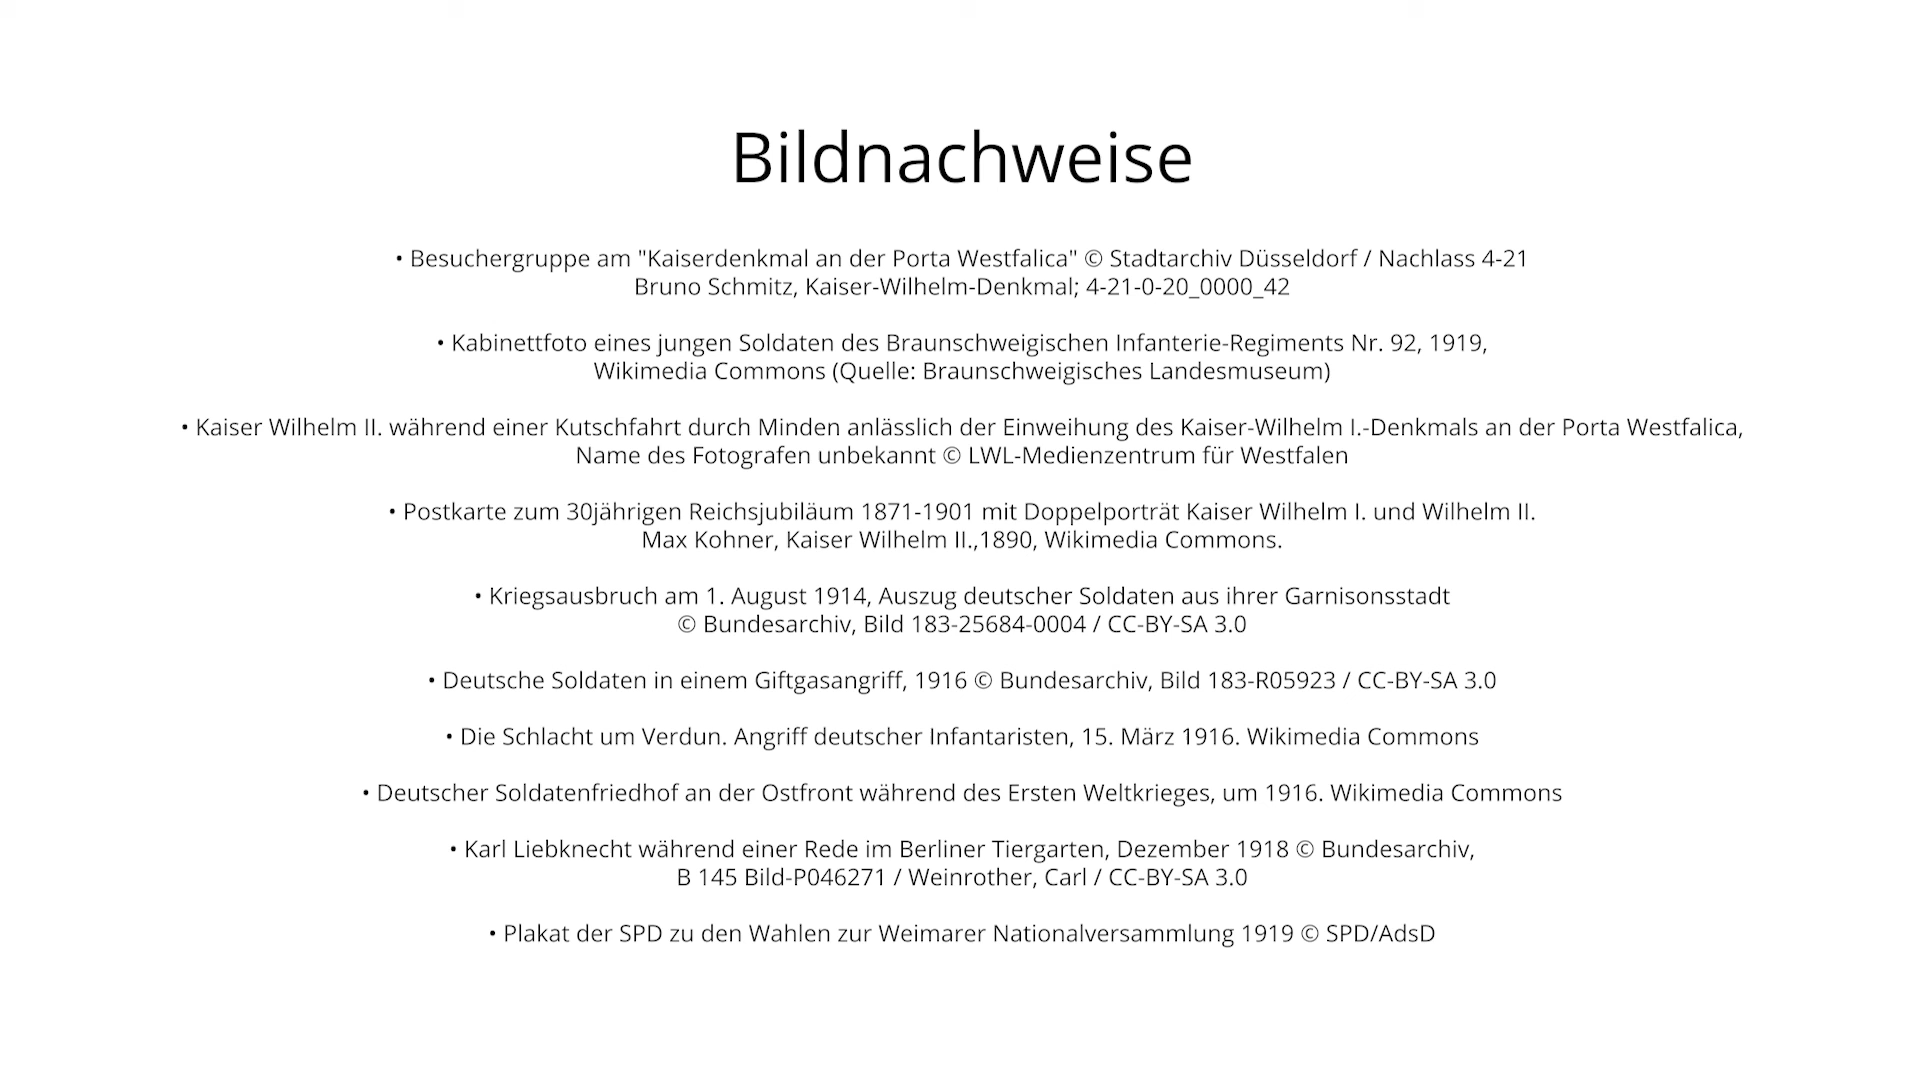 Bildnachweise
• Besuchergruppe am "Kaiserdenkmal an der Porta Westfalica" © Stadtarchiv Düsseldorf / Nachlass 4-21
Bruno Schmitz, Kaiser-Wilhelm-Denkmal; 4-21-0-20_0000_42
• Kabinettfoto eines jungen Soldaten des Braunschweigischen Infanterie-Regiments Nr. 92, 1919,
Wikimedia Commons (Quelle: Braunschweigisches Landesmuseum)
• Kaiser Wilhelm II. während einer Kutschfahrt durch Minden anlässlich der Einweihung des Kaiser-Wilhelm I.-Denkmals an der Porta Westfalica,
Name des Fotografen unbekannt © LWL-Medienzentrum für Westfalen
• Postkarte zum 30jährigen Reichsjubiläum 1871-1901 mit Doppelporträt Kaiser Wilhelm I. und Wilhelm II.
Max Kohner, Kaiser Wilhelm II.,1890, Wikimedia Commons.
• Kriegsausbruch am 1. August 1914, Auszug deutscher Soldaten aus ihrer Garnisonsstadt
© Bundesarchiv, Bild 183-25684-0004 / CC-BY-SA 3.0
• Deutsche Soldaten in einem Giftgasangriff, 1916 © Bundesarchiv, Bild 183-R05923 / CC-BY-SA 3.0
• Die Schlacht um Verdun. Angriff deutscher Infantaristen, 15. März 1916. Wikimedia Commons
• Deutscher Soldatenfriedhof an der Ostfront während des Ersten Weltkrieges, um 1916. Wikimedia Commons
• Karl Liebknecht während einer Rede im Berliner Tiergarten, Dezember 1918 © Bundesarchiv,
B 145 Bild-P046271 / Weinrother, Carl / CC-BY-SA 3.0
• Plakat der SPD zu den Wahlen zur Weimarer Nationalversammlung 1919 © SPD/AdsD